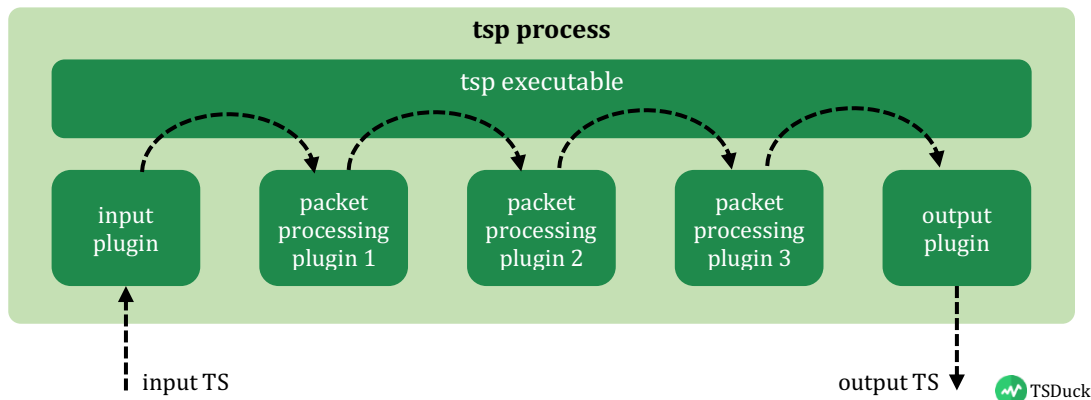 tsp process
tsp executable
input
plugin
packet
processing
plugin 1
packet
processing
plugin 2
packet
processing
plugin 3
output
plugin
input TS
output TS
TSDuck